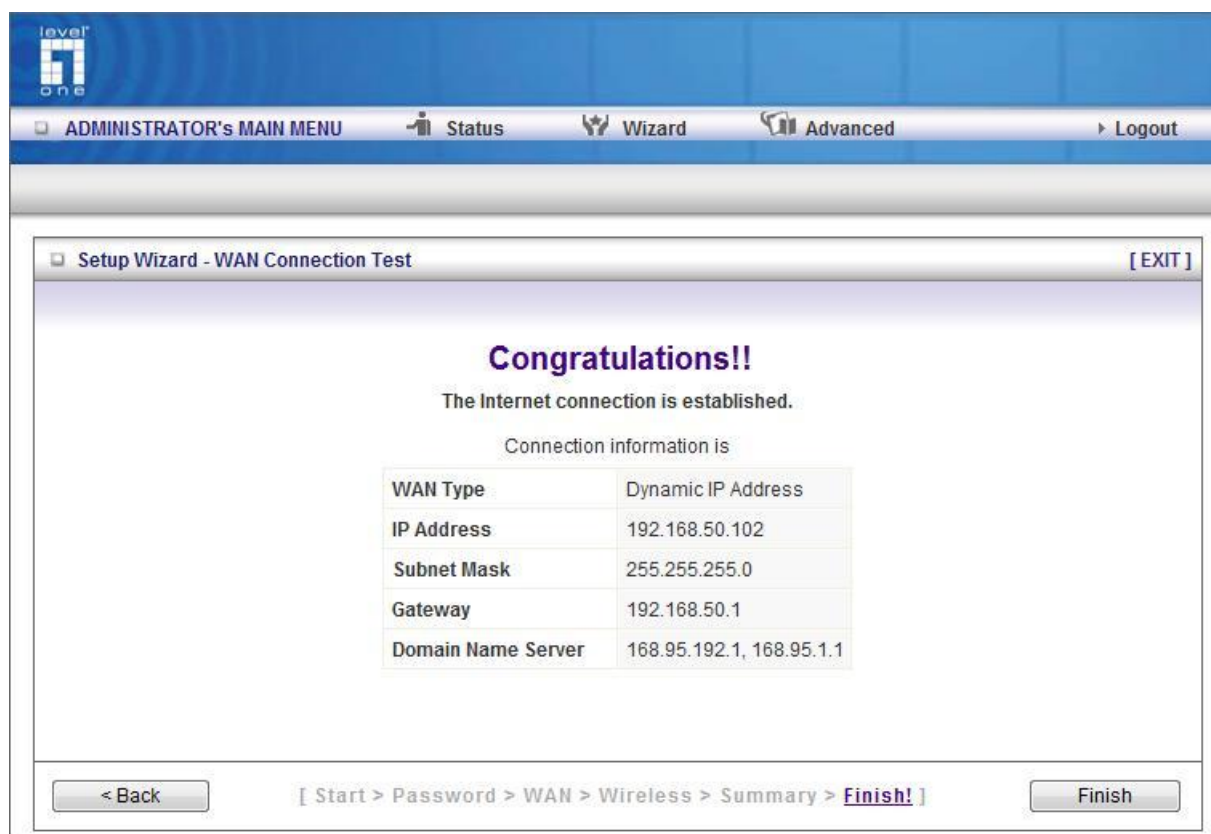 level
one
ADMINISTRATOR's MAIN MENU Status Wizard Advanced Logout
Setup Wizard - WAN Connection Test [ EXIT ]
Congratulations!!
The Internet connection is established.
Connection information is
WAN Type Dynamic IP Address
IP Address 192.168.50.102
Subnet Mask 255.255.255.0
Gateway 192.168.50.1
Domain Name Server 168.95.192.1, 168.95.1.1
< Back [ Start > Password > WAN > Wireless > Summary > Finish! ] Finish